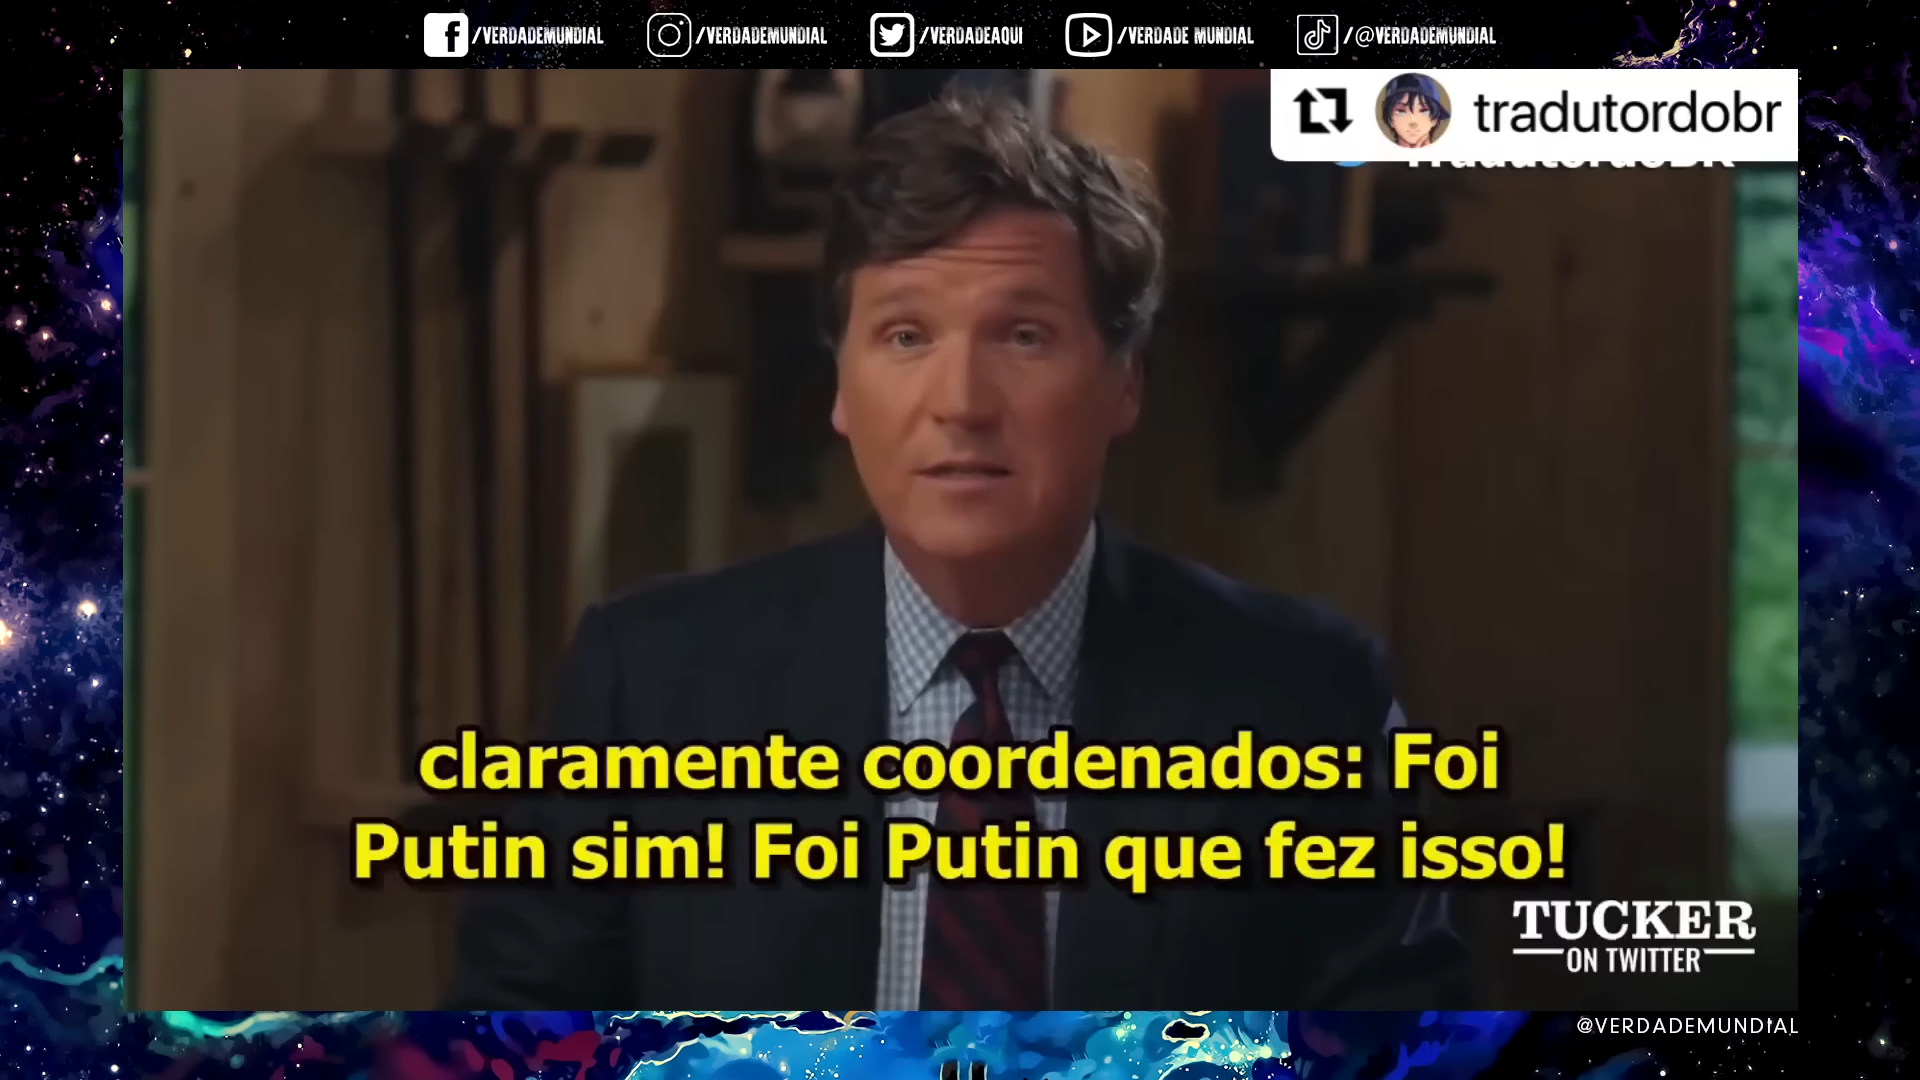 /VERDADEMUNDIAL
/VERDADEMUNDIAL
/VERDADEAQUI
/VERDADE MUNDIAL
/@VERDADEMUNDIAL
tradutordobr
TradutordoBR
claramente coordenados: Foi
Putin sim! Foi Putin que fez isso!
TUCKER
ON TWITTER
@VERDADEMUNDIAL